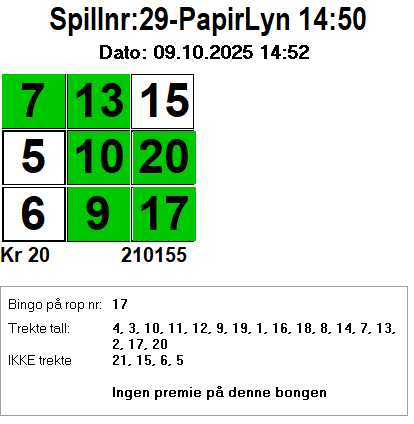 Spillnr:29-PapirLyn 14:50
Dato: 09.10.2025 14:52
7 13 15
5 10 20
6 9 17
Kr 20 210155
Bingo på rop nr: 17
Trekte tall: 4, 3, 10, 11, 12, 9, 19, 1, 16, 18, 8, 14, 7, 13,
2, 17, 20
IKKE trekte 21, 15, 6, 5
Ingen premie på denne bongen